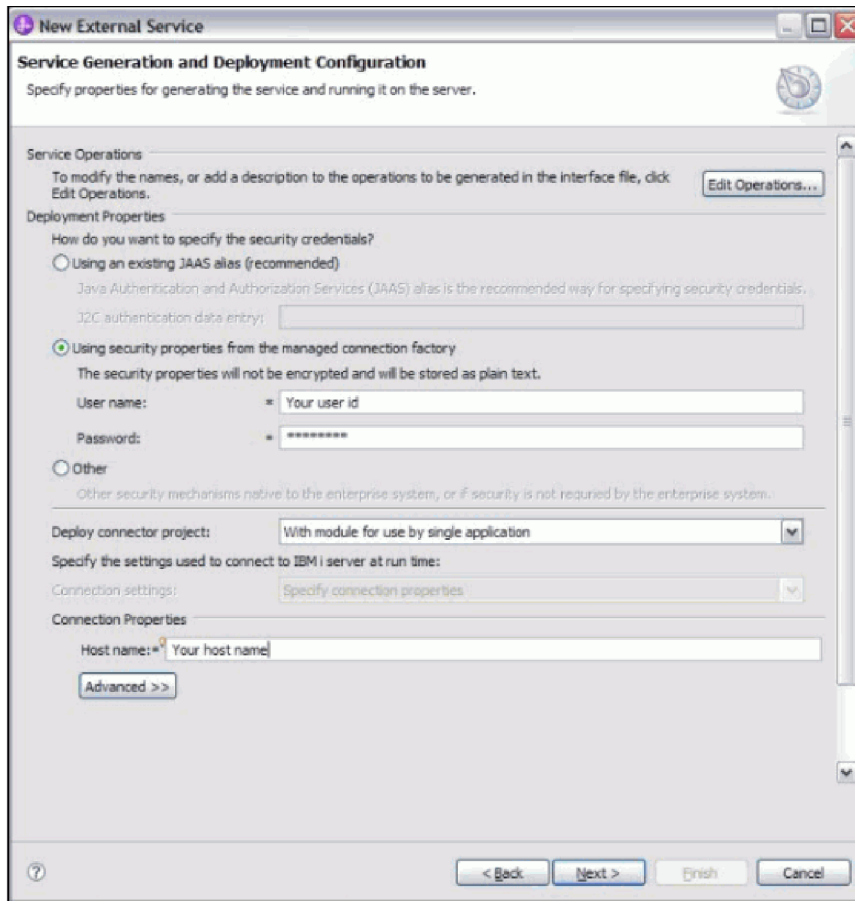 New External Service
Service Generation and Deployment Configuration
Specify properties for generating the service and running it on the server.
Service Operations
To modify the names, or add a description to the operations to be generated in the interface file, click
Edit Operations.
Edit Operations...
Deployment Properties
How do you want to specify the security credentials?
Using an existing JAAS alias (recommended)
Java Authentication and Authorization Services (JAAS) alias is the recommended way for specifying security credentials.
J2C authentication data entry:
Using security properties from the managed connection factory
The security properties will not be encrypted and will be stored as plain text.
User name: * Your user id
Password: * ********
Other
Other security mechanisms native to the enterprise system, or if security is not requried by the enterprise system.
Deploy connector project: With module for use by single application
Specify the settings used to connect to IBM i server at run time:
Connection settings: Specify connection properties
Connection Properties
Host name:* Your host name
Advanced >>
? < Back Next > Finish Cancel